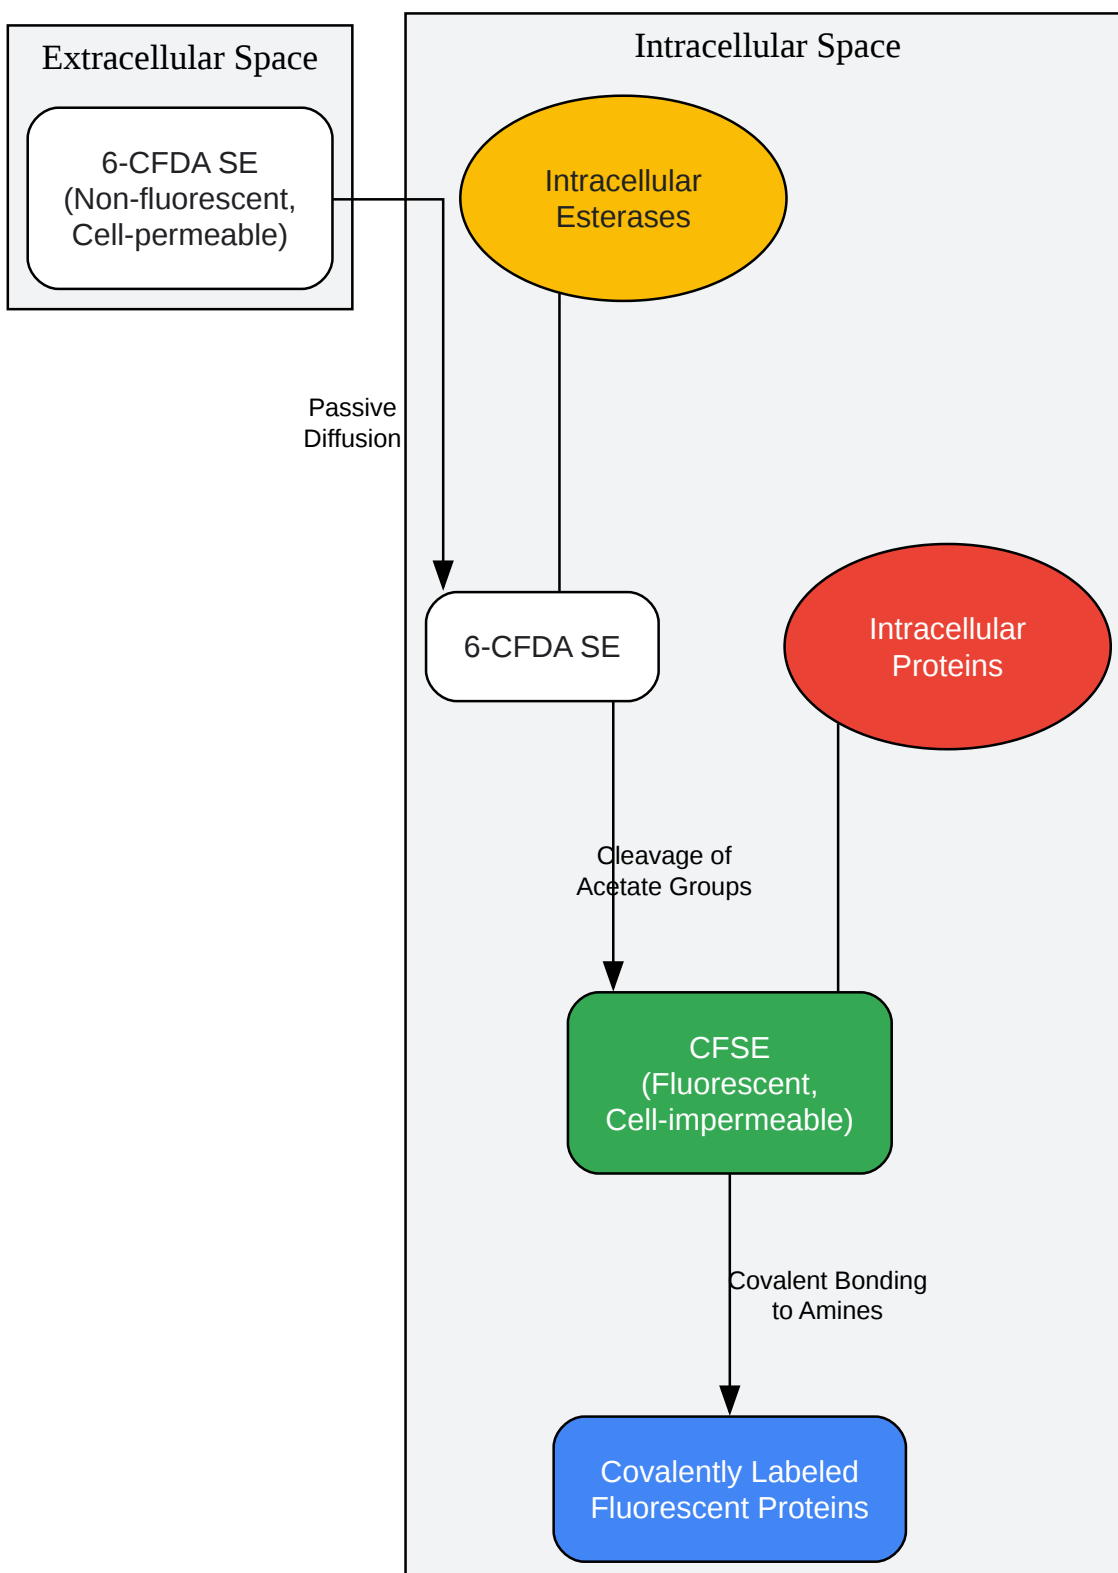 Extracellular Space
Intracellular Space
6-CFDA SE
(Non-fluorescent,
Cell-permeable)
Intracellular
Esterases
Passive
Diffusion
6-CFDA SE
Intracellular
Proteins
Cleavage of
Acetate Groups
CFSE
(Fluorescent,
Cell-impermeable)
Covalent Bonding
to Amines
Covalently Labeled
Fluorescent Proteins